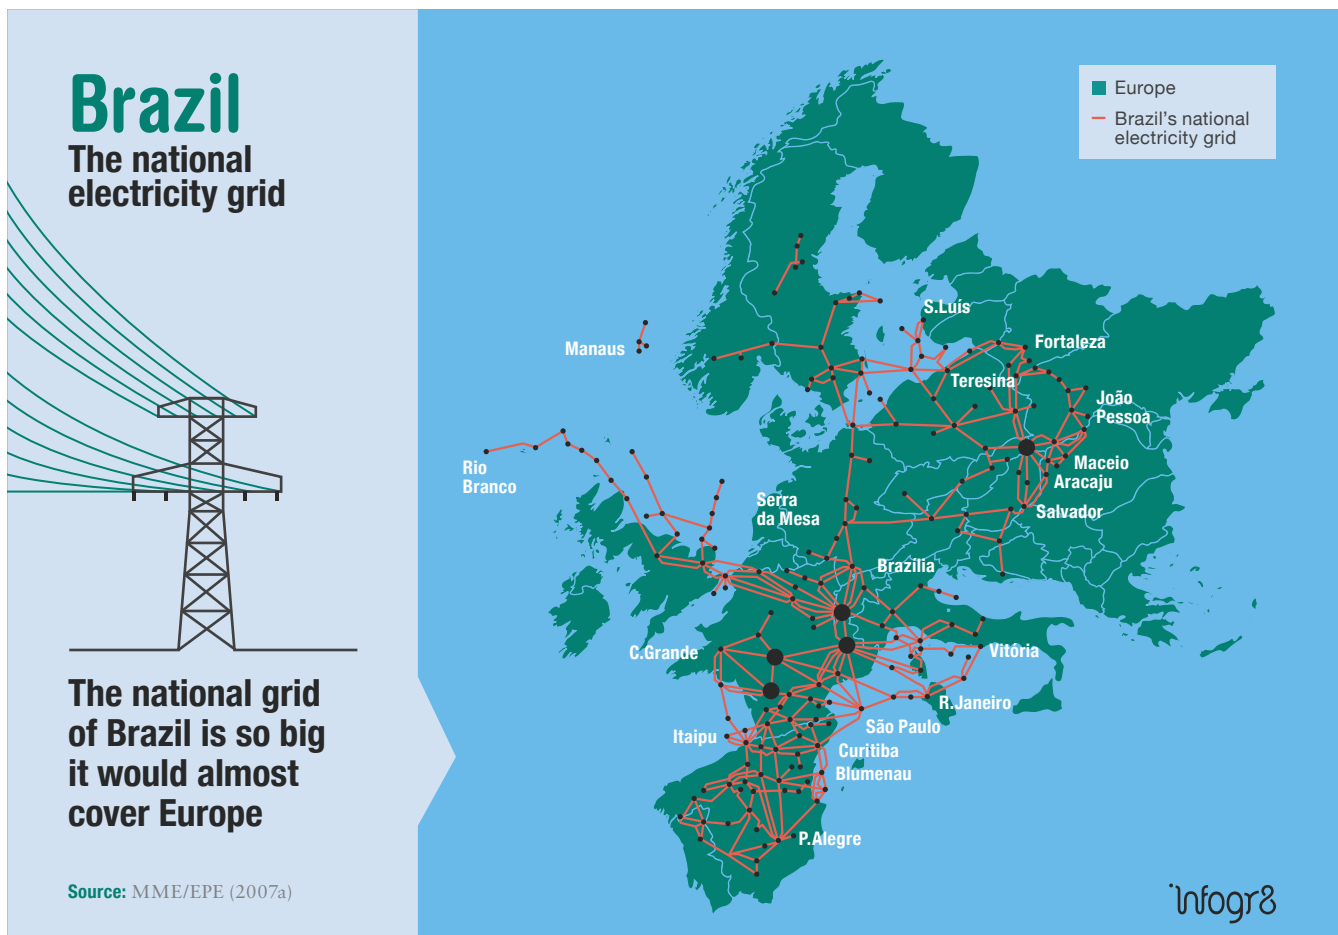 Brazil
The national
electricity grid
The national grid
of Brazil is so big
it would almost
cover Europe
Source: MME/EPE (2007a)
Europe
Brazil's national
electricity grid
S.Luís
Manaus
Fortaleza
Teresina
João
Pessoa
Rio
Branco
Maceio
Aracaju
Serra
da Mesa
Salvador
Brazília
C.Grande
Vitória
R.Janeiro
São Paulo
Itaipu
Curitiba
Blumenau
P.Alegre
infogr8